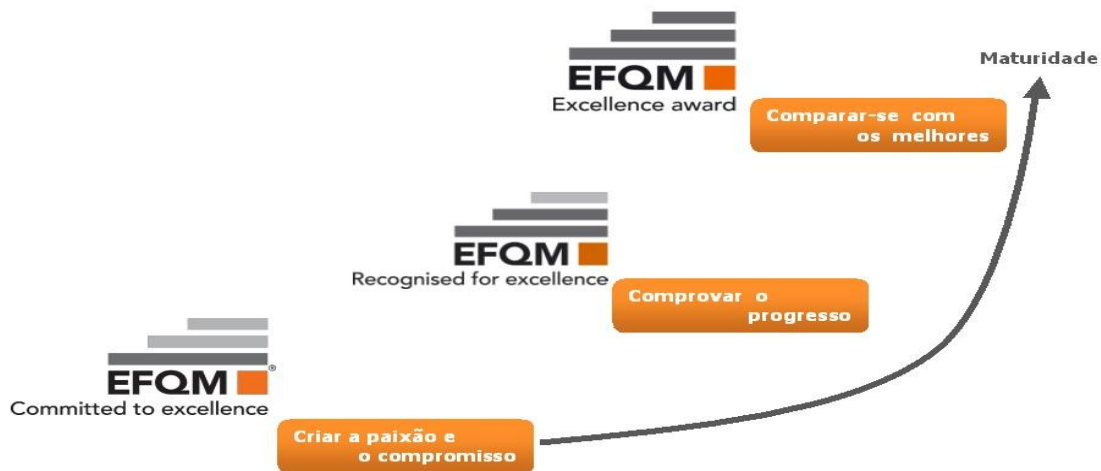 EFQM
Excellence award
Maturidade
Comparar-se com
os melhores
EFQM
Recognised for excellence
Comprovar o
progresso
EFQM ®
Committed to excellence
Criar a paixão e
o compromisso